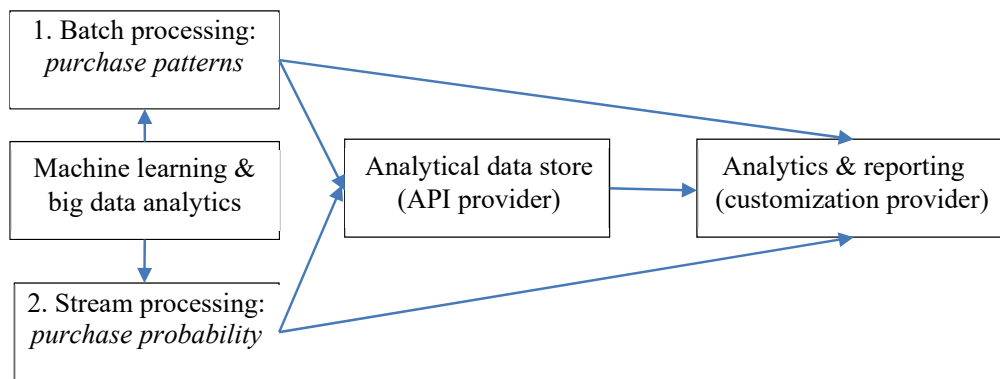 1. Batch processing:
purchase patterns
Machine learning &
big data analytics
2. Stream processing:
purchase probability
Analytical data store
(API provider)
Analytics & reporting
(customization provider)